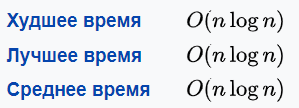 Худшее время O(n log n)
Лучшее время O(n log n)
Среднее время O(n log n)